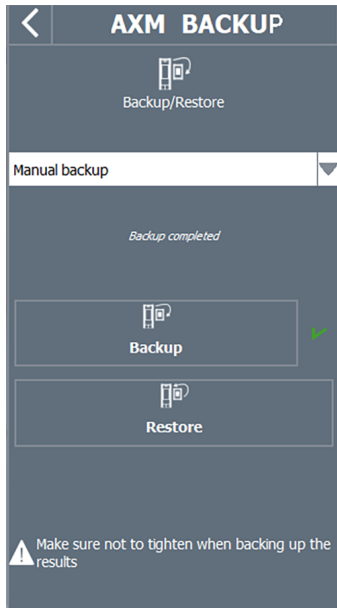 AXM BACKUP
Backup/Restore
Manual backup
Backup completed
Backup
Restore
Make sure not to tighten when backing up the
results